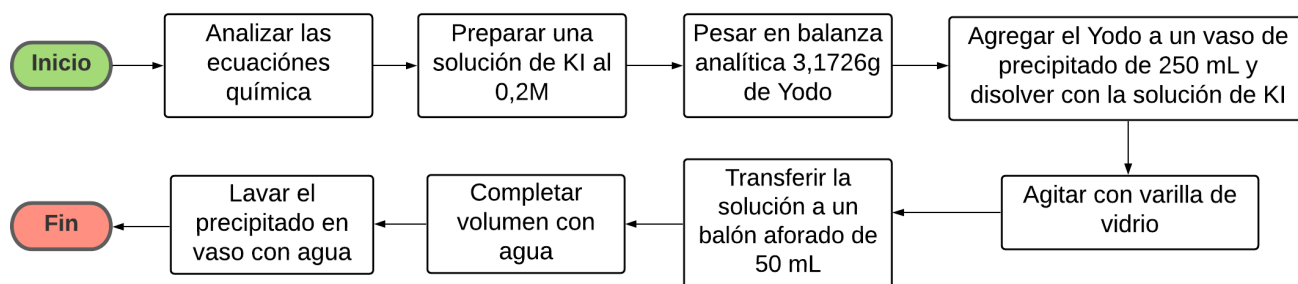 Inicio
Analizar las
ecuaciónes
química
Preparar una
solución de KI al
0,2M
Pesar en balanza
analítica 3,1726g
de Yodo
Agregar el Yodo a un vaso de
precipitado de 250 mL y
disolver con la solución de KI
Agitar con varilla de
vidrio
Transferir la
solución a un
balón aforado de
50 mL
Completar
volumen con
agua
Lavar el
precipitado en
vaso con agua
Fin